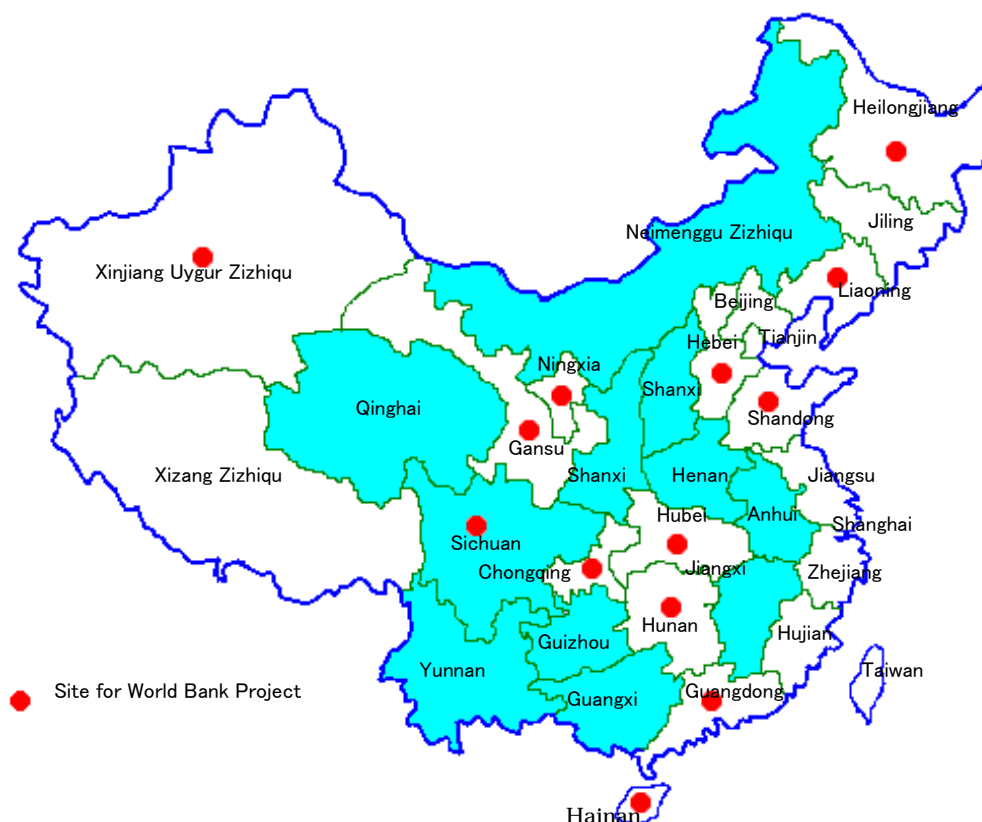 Heilongjiang
Jiling
Neimenggu Zizhiqu
Xinjiang Uygur Zizhiqu
Liaoning
Beijing
Tianjin
Hebei
Ningxia
Shanxi
Qinghai
Shandong
Gansu
Xizang Zizhiqu
Shanxi
Henan
Jiangsu
Hubei
Anhui
Shanghai
Sichuan
Chongqing
Jiangxi
Zhejiang
Hunan
Hujian
Guizhou
Yunnan
Taiwan
Guangxi
Guangdong
Site for World Bank Project
Hainan